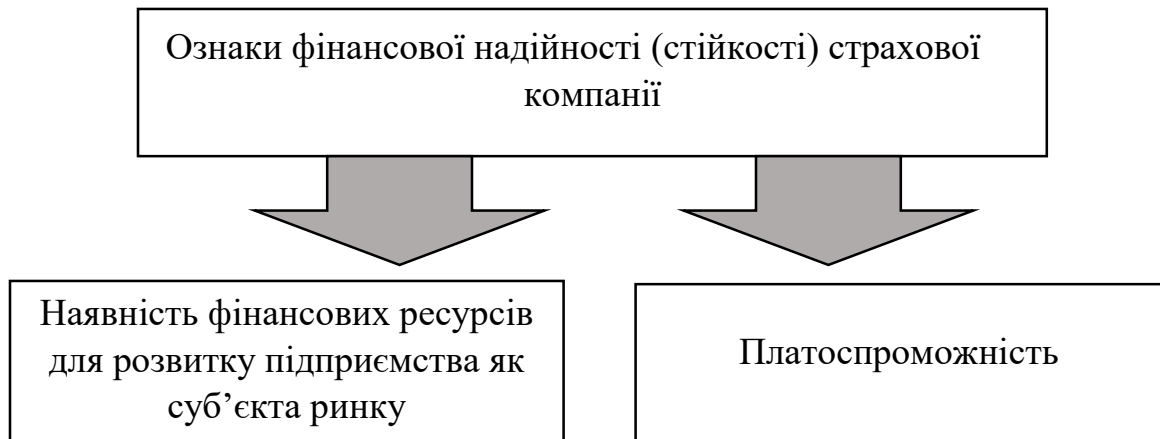 Ознаки фінансової надійності (стійкості) страхової
компанії
Наявність фінансових ресурсів
для розвитку підприємства як
суб’єкта ринку
Платоспроможність